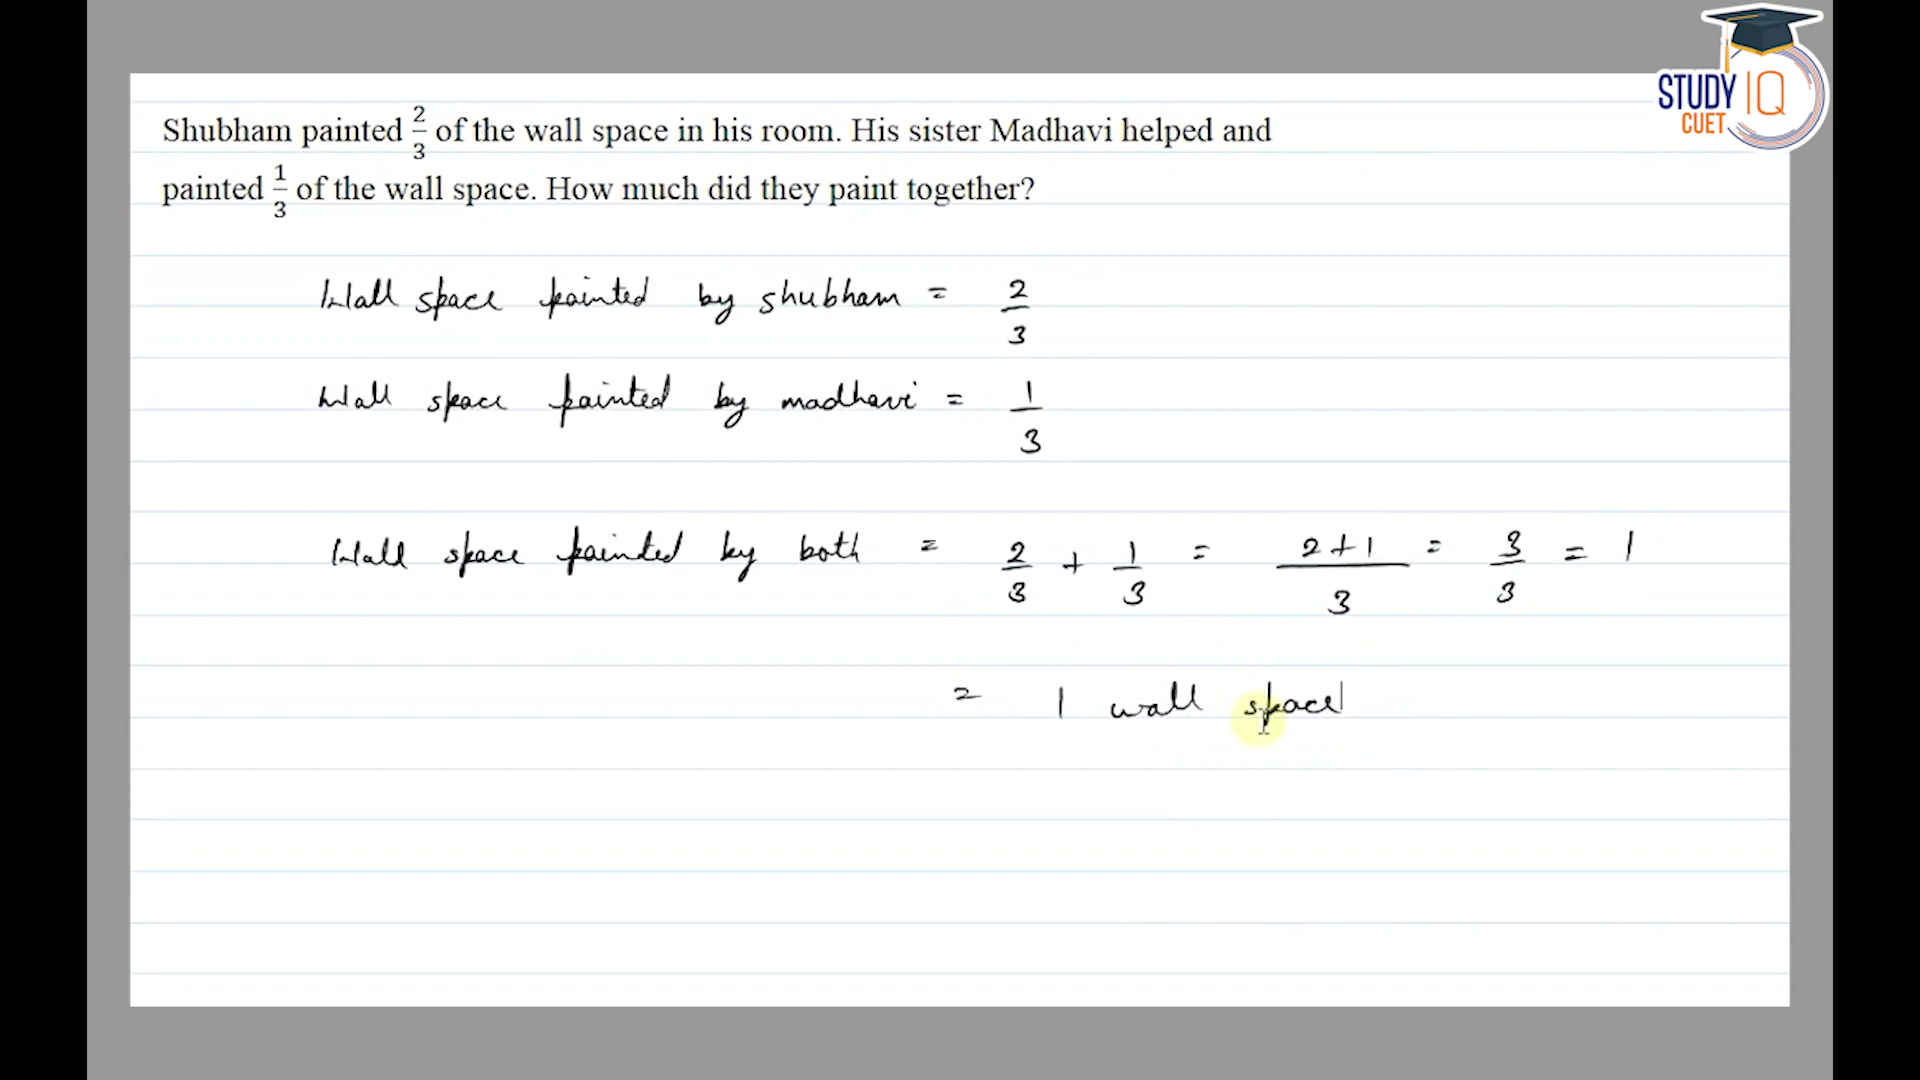 STUDY IQ
CUET
Shubham painted 2/3 of the wall space in his room. His sister Madhavi helped and
painted 1/3 of the wall space. How much did they paint together?
Wall space painted by shubham = 2/3
Wall space painted by madhavi = 1/3
Wall space painted by both = 2/3 + 1/3 = 2+1/3 = 3/3 = 1
= 1 wall space